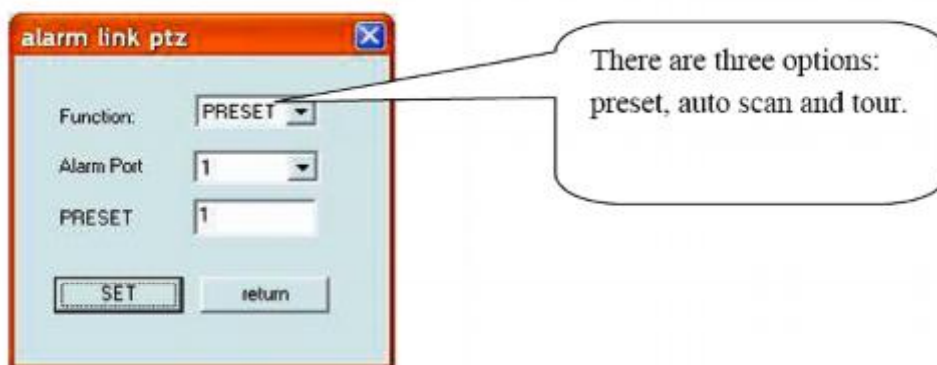 alarm link ptz
Function: PRESET
Alarm Port 1
PRESET 1
SET return
There are three options:
preset, auto scan and tour.